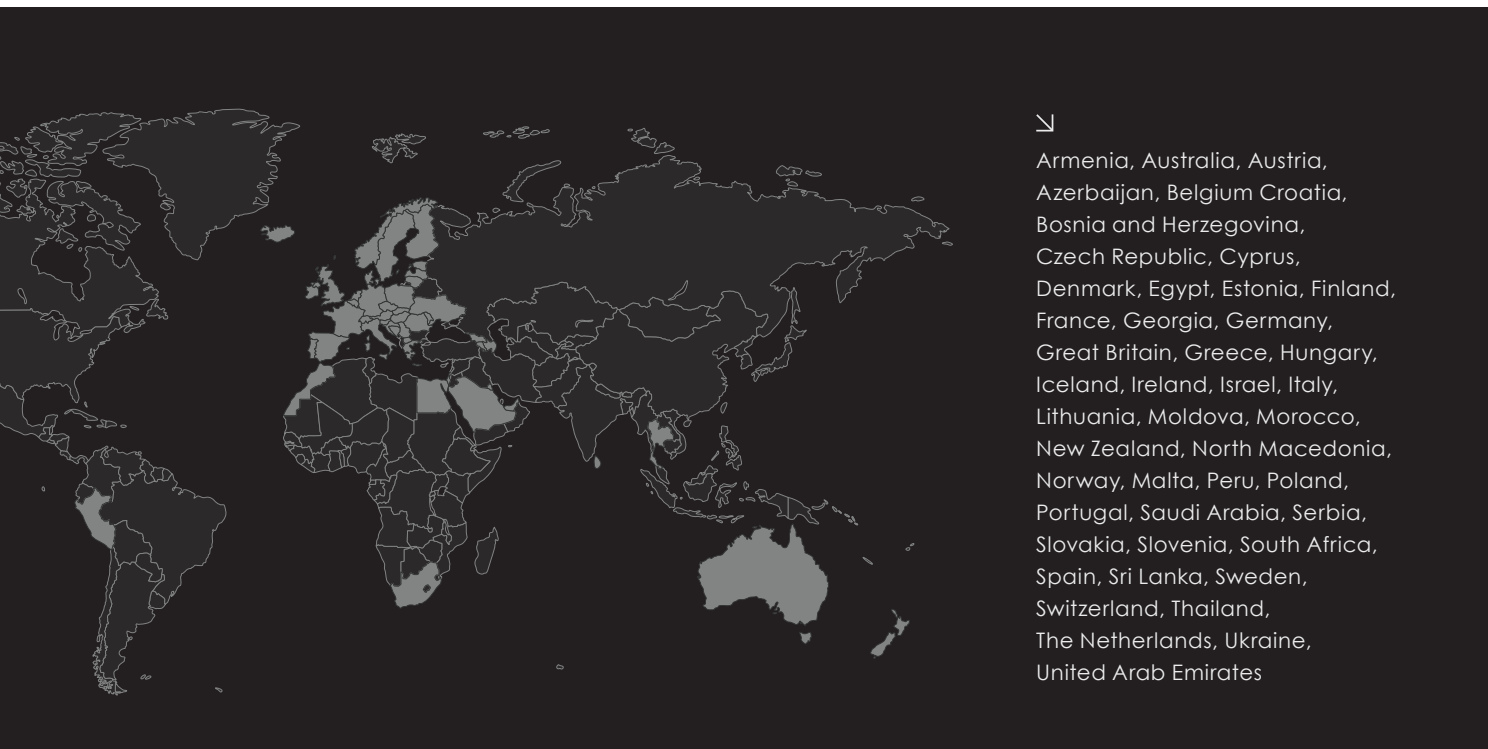 Armenia, Australia, Austria,
Azerbaijan, Belgium Croatia,
Bosnia and Herzegovina,
Czech Republic, Cyprus,
Denmark, Egypt, Estonia, Finland,
France, Georgia, Germany,
Great Britain, Greece, Hungary,
Iceland, Ireland, Israel, Italy,
Lithuania, Moldova, Morocco,
New Zealand, North Macedonia,
Norway, Malta, Peru, Poland,
Portugal, Saudi Arabia, Serbia,
Slovakia, Slovenia, South Africa,
Spain, Sri Lanka, Sweden,
Switzerland, Thailand,
The Netherlands, Ukraine,
United Arab Emirates